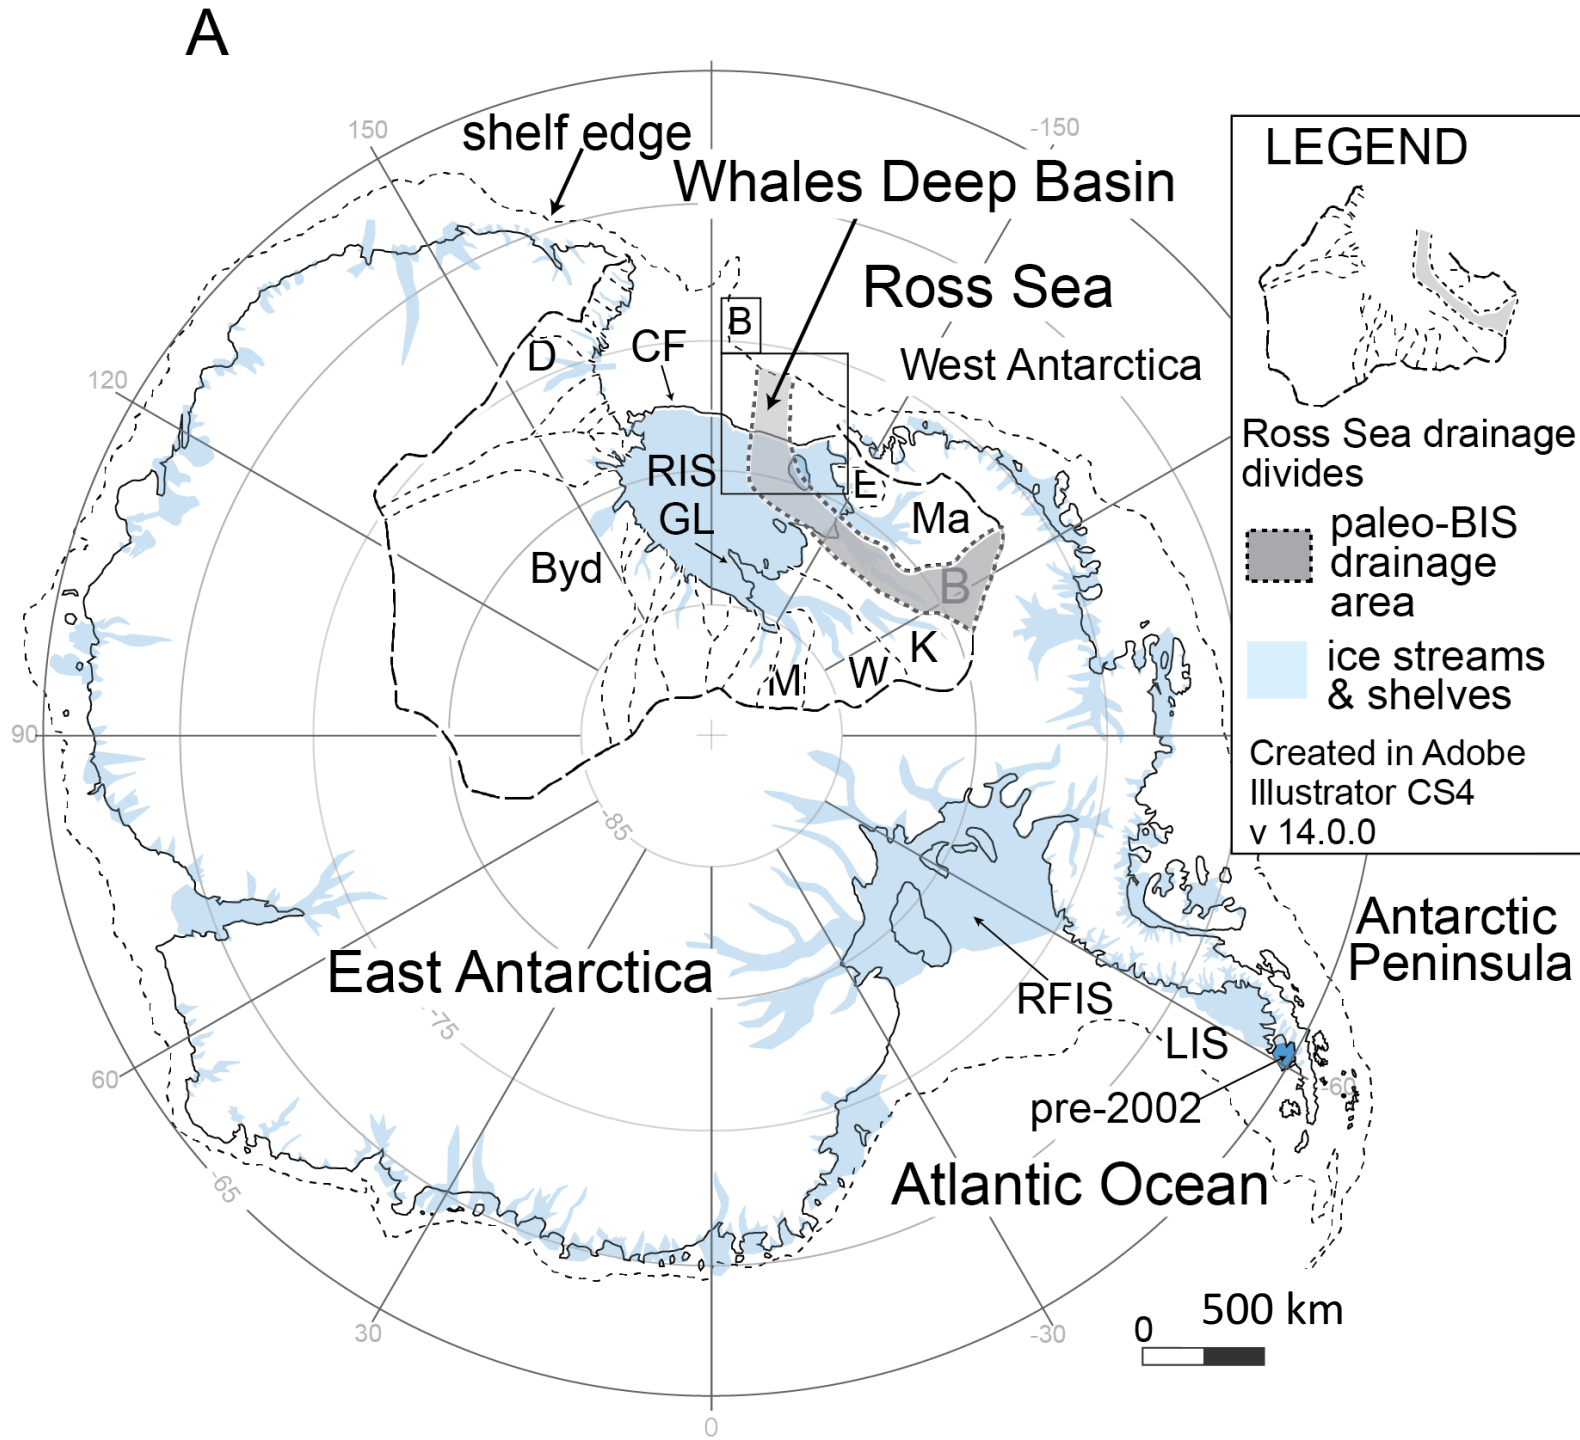 A
150
shelf edge
-150
Whales Deep Basin
LEGEND
Ross Sea
B
CF
D
West Antarctica
120
RIS
E
GL
Ma
Byd
B
K
W
M
Ross Sea drainage
divides
paleo-BIS
drainage
area
ice streams
& shelves
Created in Adobe
Illustrator CS4
v 14.0.0
90
-85
East Antarctica
-75
RFIS
Antarctic
Peninsula
LIS
-60
pre-2002
60
-65
Atlantic Ocean
30
-30
0
500 km
0